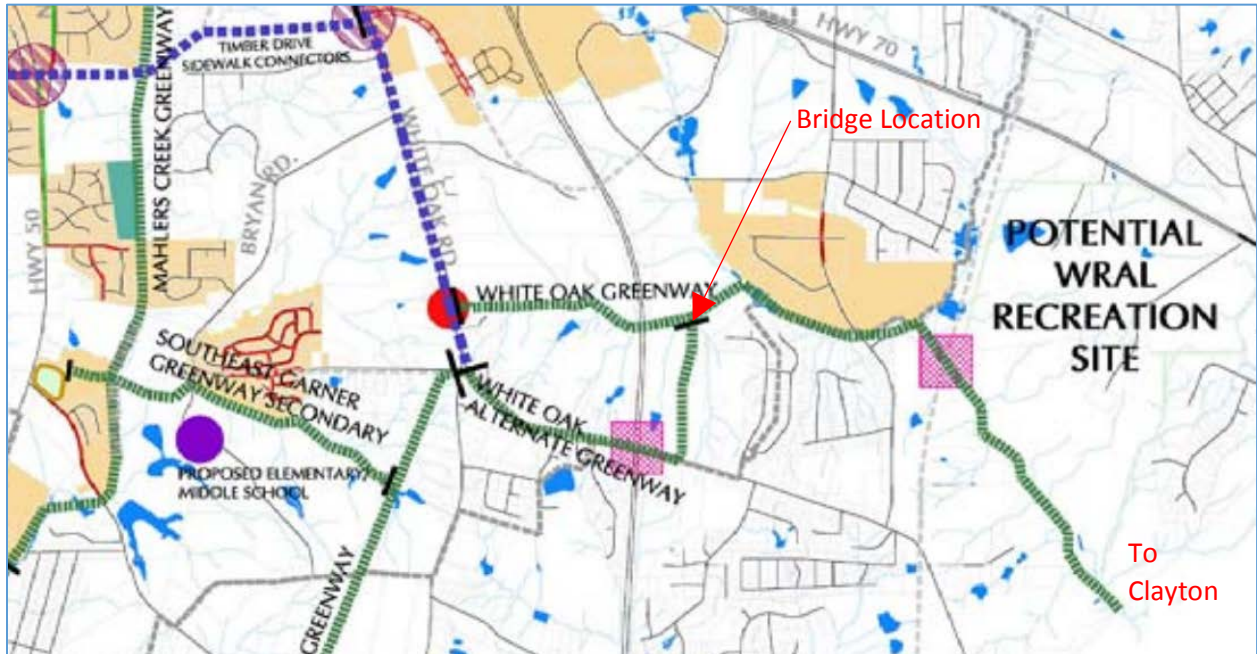 HWY 70
TIMBER DRIVE
SIDEWALK CONNECTORS
MAHLERS CREEK GREENWAY
WHITE OAK RD.
Bridge Location
HWY 50
BRYAN RD.
POTENTIAL
WRAL
RECREATION
SITE
WHITE OAK GREENWAY
SOUTHEAST GARNER
GREENWAY SECONDARY
WHITE OAK
ALTERNATE GREENWAY
PROPOSED ELEMENTARY/
MIDDLE SCHOOL
GREENWAY
To
Clayton